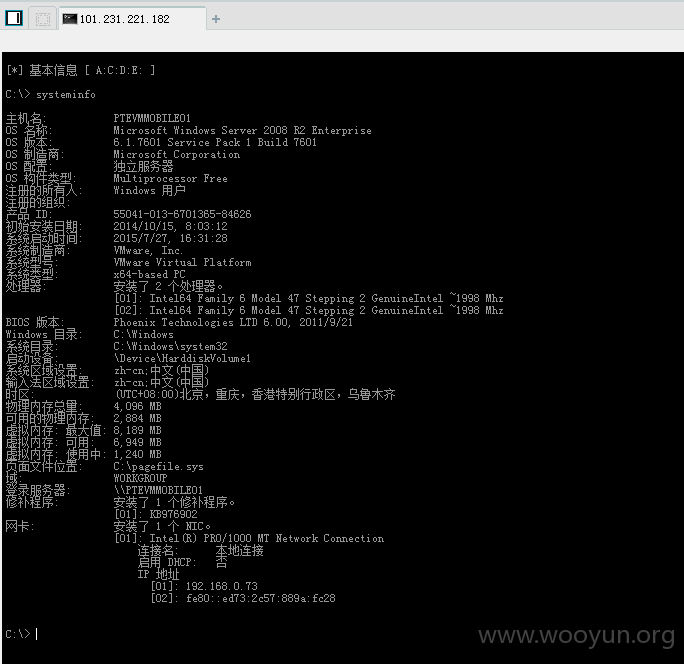 101.231.221.182
[*] 基本信息 [ A:C:D:E: ]
C:\> systeminfo
主机名: PTEVMMOBILE01
OS 名称: Microsoft Windows Server 2008 R2 Enterprise
OS 版本: 6.1.7601 Service Pack 1 Build 7601
OS 制造商: Microsoft Corporation
OS 配置: 独立服务器
OS 构件类型: Multiprocessor Free
注册的所有人: Windows 用户
注册的组织:
产品 ID: 55041-013-6701365-84626
初始安装日期: 2014/10/15, 8:03:12
系统启动时间: 2015/7/27, 16:31:28
系统制造商: VMware, Inc.
系统型号: VMware Virtual Platform
系统类型: x64-based PC
处理器: 安装了 2 个处理器。
[01]: Intel64 Family 6 Model 47 Stepping 2 GenuineIntel ~1998 Mhz
[02]: Intel64 Family 6 Model 47 Stepping 2 GenuineIntel ~1998 Mhz
BIOS 版本: Phoenix Technologies LTD 6.00, 2011/9/21
Windows 目录: C:\Windows
系统目录: C:\Windows\system32
启动设备: \Device\HarddiskVolume1
系统区域设置: zh-cn;中文(中国)
输入法区域设置: zh-cn;中文(中国)
时区: (UTC+08:00)北京，重庆，香港特别行政区，乌鲁木齐
物理内存总量: 4,096 MB
可用的物理内存: 2,884 MB
虚拟内存: 最大值: 8,189 MB
虚拟内存: 可用: 6,949 MB
虚拟内存: 使用中: 1,240 MB
页面文件位置: C:\pagefile.sys
域: WORKGROUP
登录服务器: \\PTEVMMOBILE01
修补程序: 安装了 1 个修补程序。
[01]: KB976902
网卡: 安装了 1 个 NIC。
[01]: Intel(R) PRO/1000 MT Network Connection
连接名: 本地连接
启用 DHCP: 否
IP 地址
[01]: 192.168.0.73
[02]: fe80::ed73:2c57:889a:fc28
C:\>
www.wooyun.org